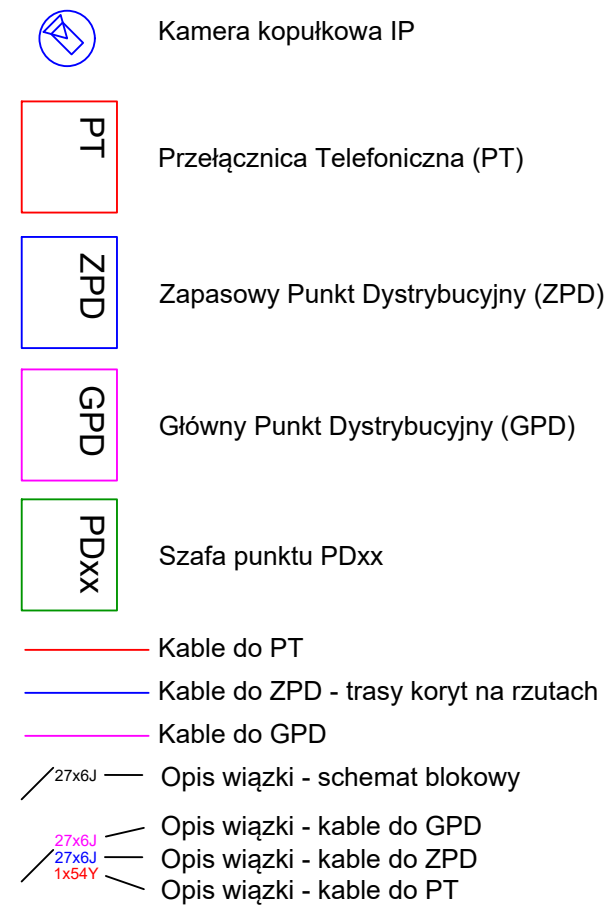 Kamera kopułkowa IP
PT
Przełącznica Telefoniczna (PT)
ZPD
Zapasowy Punkt Dystrybucyjny (ZPD)
GPD
Główny Punkt Dystrybucyjny (GPD)
PDxx
Szafa punktu PDxx
Kable do PT
Kable do ZPD - trasy koryt na rzutach
Kable do GPD
27x6J Opis wiązki - schemat blokowy
27x6J Opis wiązki - kable do GPD
27x6J Opis wiązki - kable do ZPD
1x54Y Opis wiązki - kable do PT